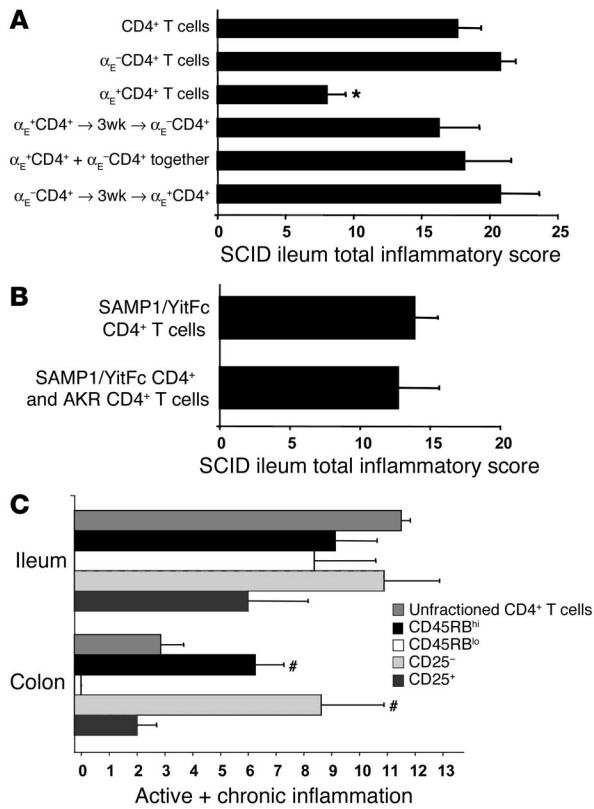 A
CD4⁺ T cells
αE⁻CD4⁺ T cells
αE⁺CD4⁺ T cells
*
αE⁺CD4⁺ → 3wk → αE⁻CD4⁺
αE⁺CD4⁺ + αE⁻CD4⁺ together
αE⁻CD4⁺ → 3wk → αE⁺CD4⁺
0 5 10 15 20 25
SCID ileum total inflammatory score
B
SAMP1/YitFc
CD4⁺ T cells
SAMP1/YitFc CD4⁺
and AKR CD4⁺ T cells
0 5 10 15 20
SCID ileum total inflammatory score
C
Ileum
Unfractioned CD4⁺ T cells
CD45RBhi
CD45RBlo
CD25⁻
CD25⁺
Colon
#
#
0 1 2 3 4 5 6 7 8 9 10 11 12 13
Active + chronic inflammation